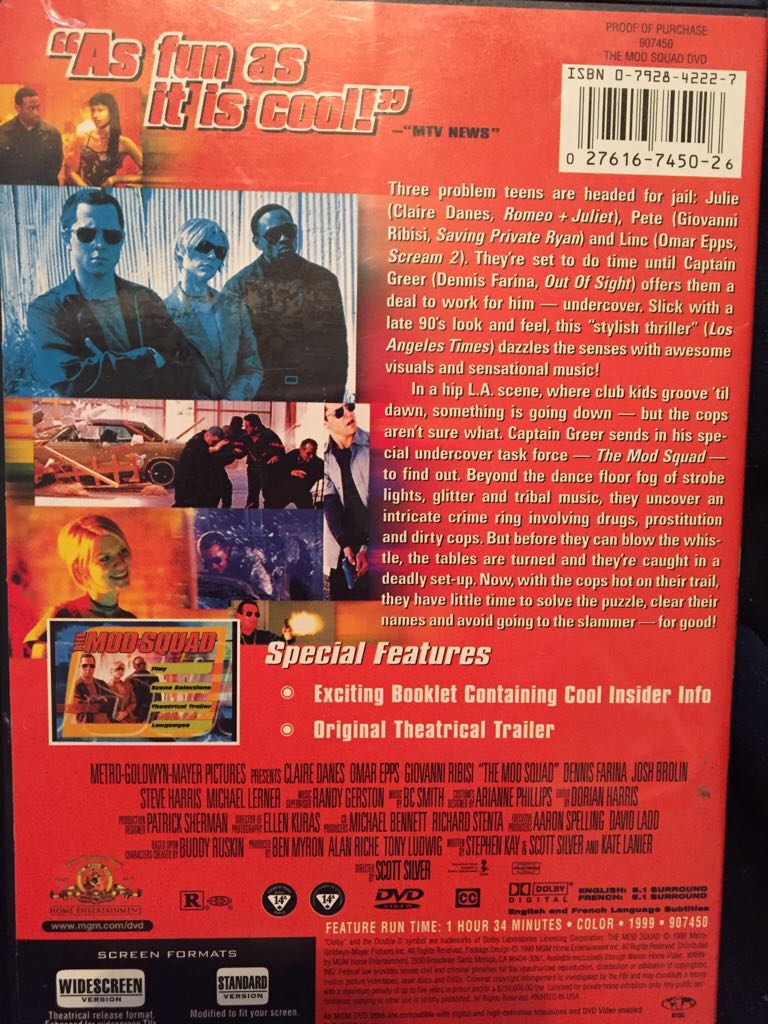 PROOF OF PURCHASE
907450
THE MOD SQUAD DVD
ISBN 0-7928-4222-7
0 27616-7450-2 6
"As fun as
it is cool!"
–"MTV NEWS"
Three problem teens are headed for jail: Julie
(Claire Danes, Romeo + Juliet), Pete (Giovanni
Ribisi, Saving Private Ryan) and Linc (Omar Epps,
Scream 2). They're set to do time until Captain
Greer (Dennis Farina, Out Of Sight) offers them a
deal to work for him — undercover. Slick with a
late 90's look and feel, this "stylish thriller" (Los
Angeles Times) dazzles the senses with awesome
visuals and sensational music!
In a hip L.A. scene, where club kids groove 'til
dawn, something is going down — but the cops
aren't sure what. Captain Greer sends in his spe-
cial undercover task force — The Mod Squad —
to find out. Beyond the dance floor fog of strobe
lights, glitter and tribal music, they uncover an
intricate crime ring involving drugs, prostitution
and dirty cops. But before they can blow the whis-
tle, the tables are turned and they're caught in a
deadly set-up. Now, with the cops hot on their trail,
they have little time to solve the puzzle, clear their
names and avoid going to the slammer — for good!
THE MOD SQUAD
Play
Scene Selections
Theatrical Trailer
Languages
Special Features
Exciting Booklet Containing Cool Insider Info
Original Theatrical Trailer
METRO-GOLDWYN-MAYER PICTURES PRESENTS CLAIRE DANES OMAR EPPS GIOVANNI RIBISI "THE MOD SQUAD" DENNIS FARINA JOSH BROLIN
STEVE HARRIS MICHAEL LERNER MUSIC SUPERVISOR RANDY GERSTON MUSIC BY BC SMITH COSTUMES DESIGNED BY ARIANNE PHILLIPS EDITED BY DORIAN HARRIS
PRODUCTION DESIGNER PATRICK SHERMAN DIRECTOR OF PHOTOGRAPHY ELLEN KURAS CO-PRODUCERS MICHAEL BENNETT RICHARD STENTA EXECUTIVE PRODUCERS AARON SPELLING DAVID LADD
BASED UPON CHARACTERS CREATED BY BUDDY RUSKIN PRODUCED BY BEN MYRON ALAN RICHE TONY LUDWIG WRITTEN BY STEPHEN KAY & SCOTT SILVER AND KATE LANIER
DIRECTED BY SCOTT SILVER
HOME ENTERTAINMENT
www.mgm.com/dvd
R
14A
14A
DVD
VIDEO
CC
DOLBY
DIGITAL
ENGLISH: 5.1 SURROUND
FRENCH: 5.1 SURROUND
English and French Language Subtitles
FEATURE RUN TIME: 1 HOUR 34 MINUTES • COLOR • 1999 • 907450
SCREEN FORMATS
WIDESCREEN
VERSION
Theatrical release format.
Enhanced for widescreen TVs
STANDARD
VERSION
Modified to fit your screen.
NTSC